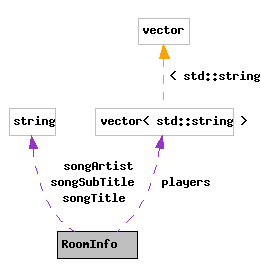 vector
< std::string
string
vector< std::string >
songArtist
songSubTitle
songTitle
players
RoomInfo